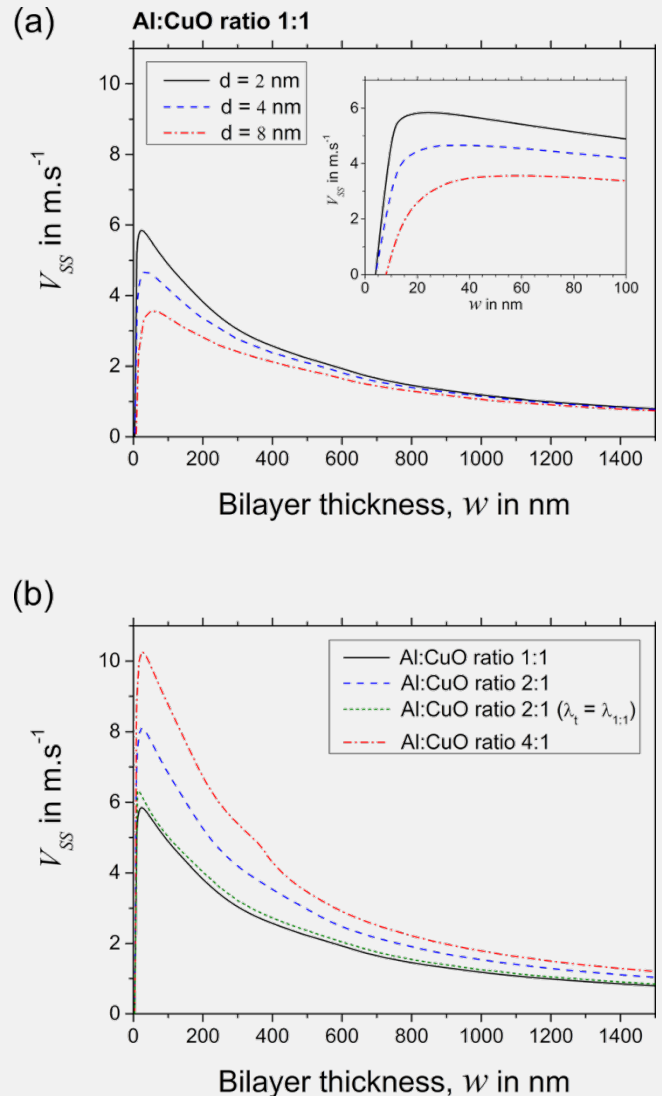 (a)
Al:CuO ratio 1:1
d = 2 nm
d = 4 nm
d = 8 nm
V_SS in m.s⁻¹
10
8
6
4
2
0
0 200 400 600 800 1000 1200 1400
Bilayer thickness, w in nm
V_SS in m.s⁻¹
6
4
2
0
0 20 40 60 80 100
w in nm
(b)
Al:CuO ratio 1:1
Al:CuO ratio 2:1
Al:CuO ratio 2:1 (λ_t = λ_1:1)
Al:CuO ratio 4:1
V_SS in m.s⁻¹
10
8
6
4
2
0
0 200 400 600 800 1000 1200 1400
Bilayer thickness, w in nm